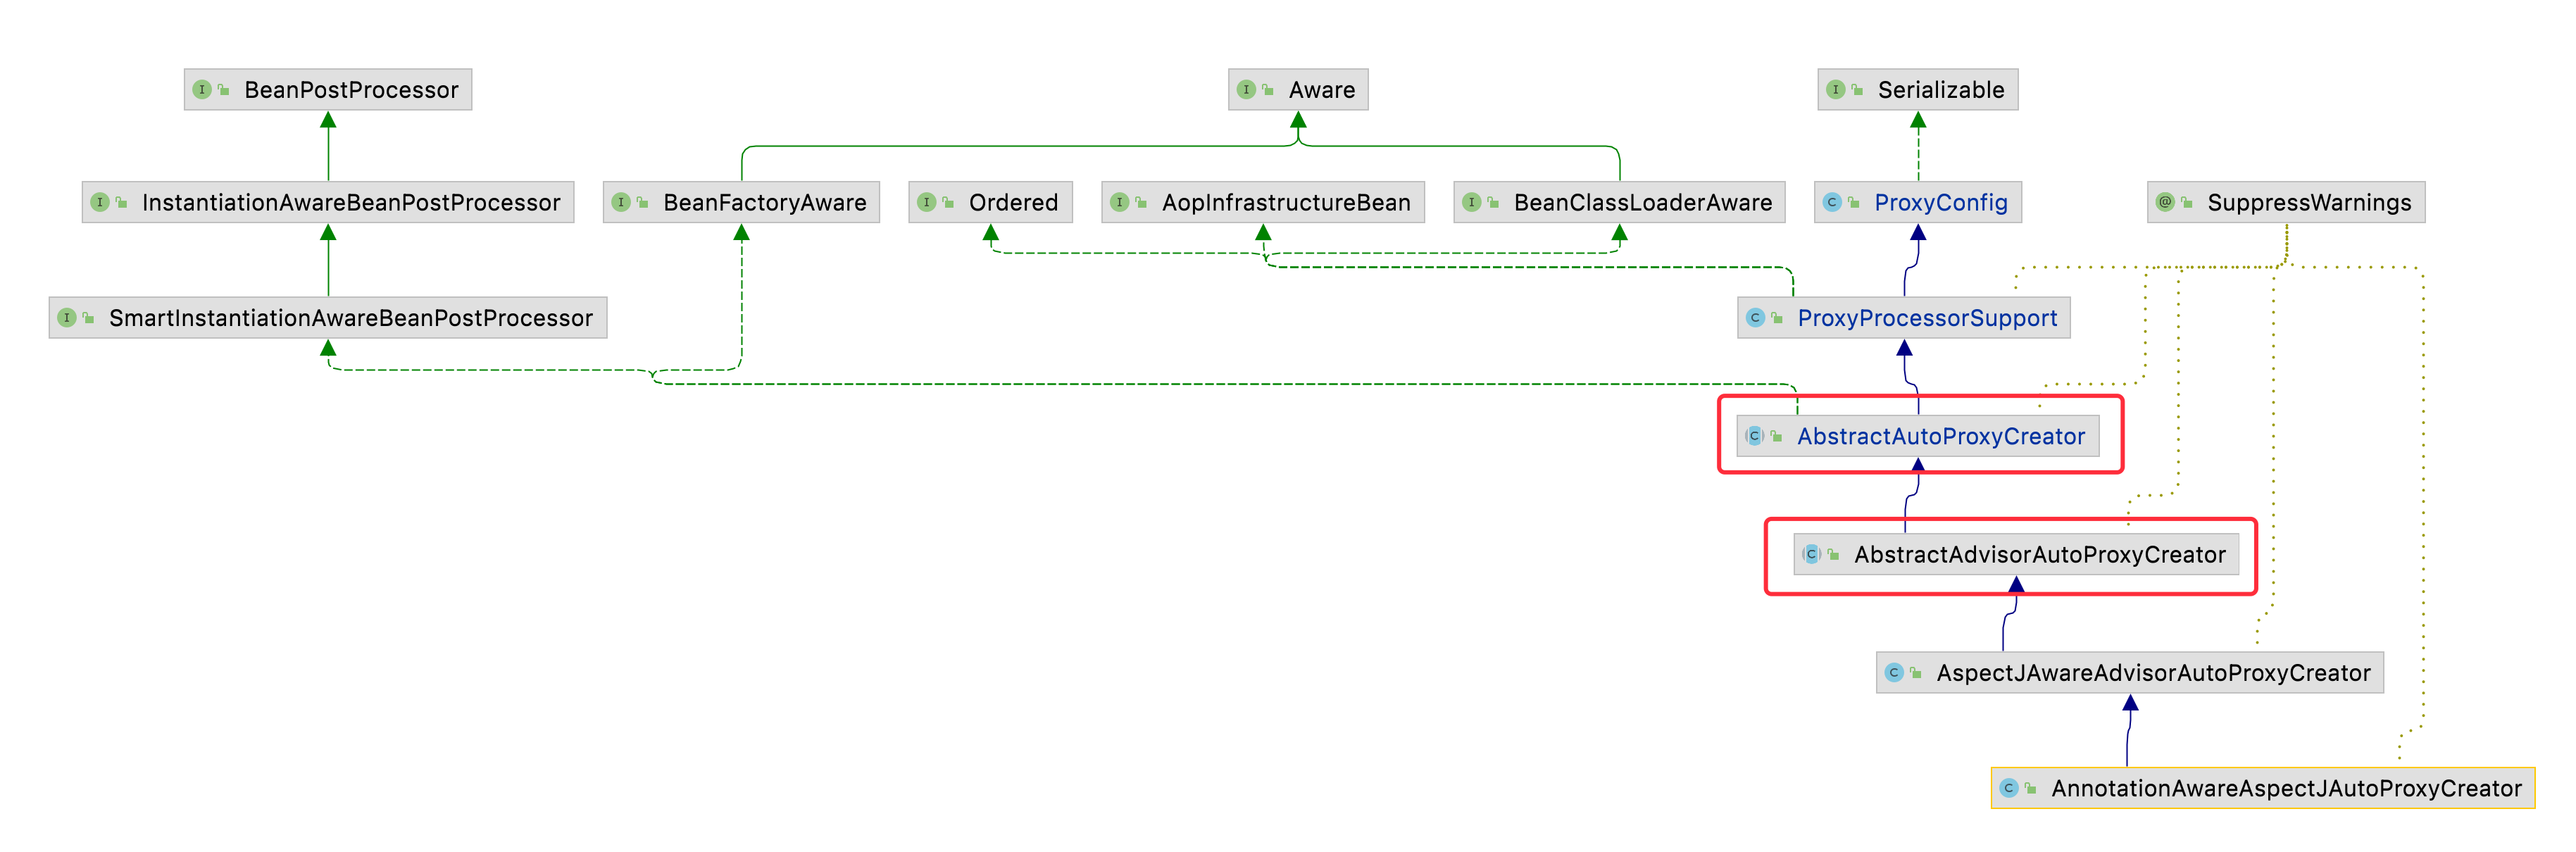 BeanPostProcessor
Aware
Serializable
InstantiationAwareBeanPostProcessor
BeanFactoryAware
Ordered
AopInfrastructureBean
BeanClassLoaderAware
ProxyConfig
SuppressWarnings
SmartInstantiationAwareBeanPostProcessor
ProxyProcessorSupport
AbstractAutoProxyCreator
AbstractAdvisorAutoProxyCreator
AspectJAwareAdvisorAutoProxyCreator
AnnotationAwareAspectJAutoProxyCreator